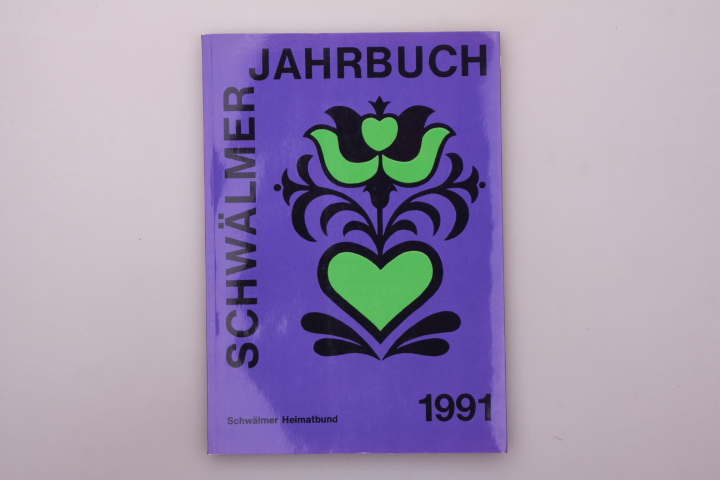 SCHWÄLMER
JAHRBUCH
1991
Schwälmer Heimatbund